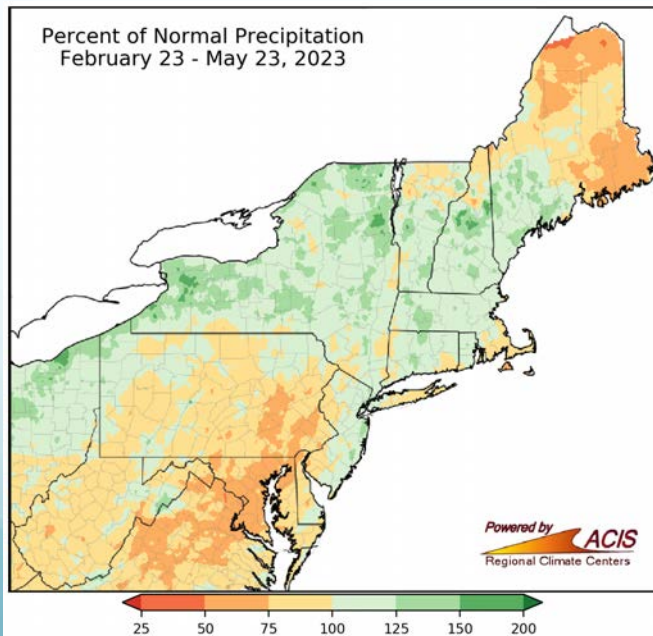 Percent of Normal Precipitation
February 23 - May 23, 2023
Powered by
ACIS
Regional Climate Centers
25 50 75 100 125 150 200